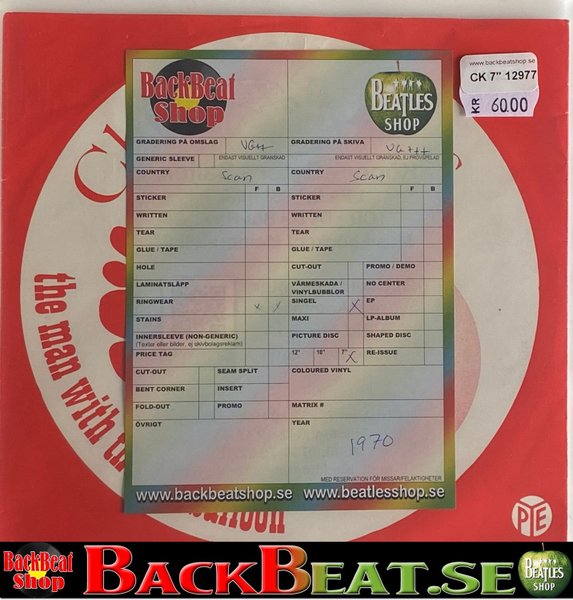 www.backbeatshop.se
CK 7" 12977
KR 60.00
BackBeat
Shop
BEATLES
SHOP
GRADERING PÅ OMSLAG VG++ GRADERING PÅ SKIVA VG+++
GENERIC SLEEVE ENDAST VISUELLT GRANSKAD ENDAST VISUELLT GRANSKAD, EJ PROVSPELAD
COUNTRY Scan COUNTRY Scan
F B F B
STICKER STICKER
WRITTEN WRITTEN
TEAR TEAR
GLUE / TAPE GLUE / TAPE
HOLE CUT-OUT PROMO / DEMO
LAMINATSLÄPP VÄRMESKADA / VINYLBUBBLOR NO CENTER
RINGWEAR x SINGEL X EP
STAINS MAXI LP-ALBUM
INNERSLEEVE (NON-GENERIC) PICTURE DISC SHAPED DISC
(Texter eller bilder, ej skivbolagsreklam)
PRICE TAG 12" 10" 7" X RE-ISSUE
CUT-OUT SEAM SPLIT COLOURED VINYL
BENT CORNER INSERT
FOLD-OUT PROMO MATRIX #
ÖVRIGT YEAR
1970
MED RESERVATION FÖR MISSAR/FELAKTIGHETER
www.backbeatshop.se www.beatlesshop.se
the man with th
PYE
BackBeat
Shop
BACKBEAT.SE
BEATLES
SHOP